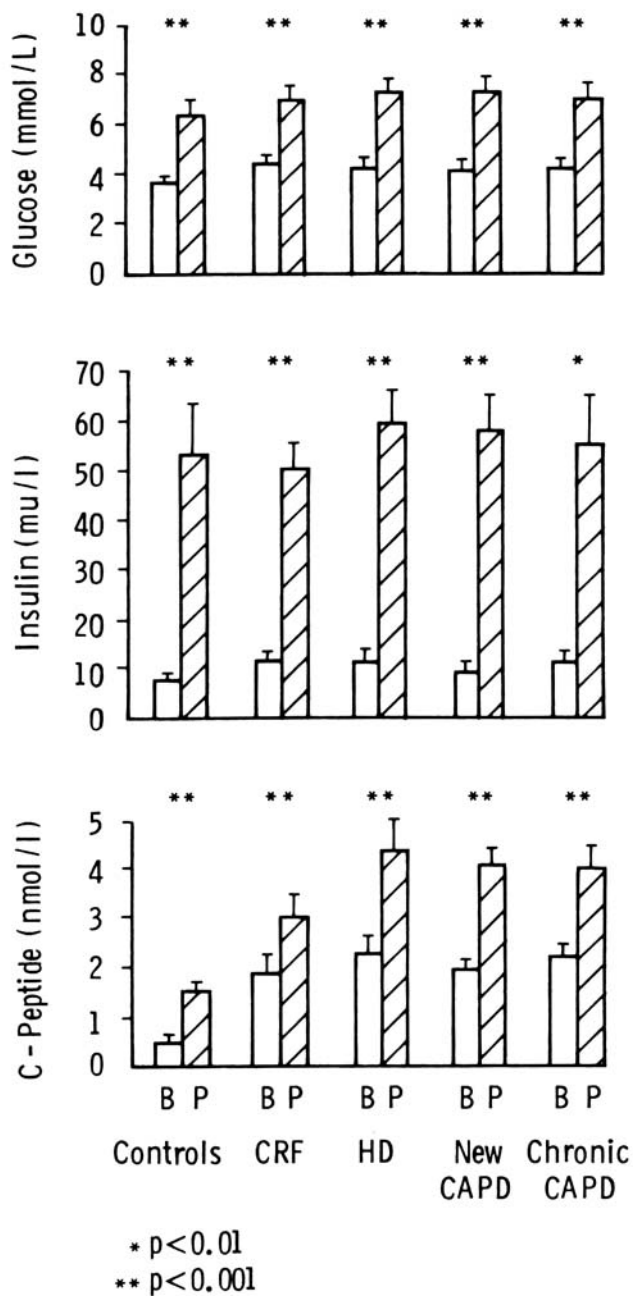 Glucose (mmol/L)
10
8
6
4
2
0
** ** ** ** **
Insulin (mu/l)
70
60
50
40
30
20
10
0
** ** ** ** *
C-Peptide (nmol/l)
5
4
3
2
1
0
** ** ** ** **
B P B P B P B P B P
Controls CRF HD New CAPD Chronic CAPD
* p<0.01
** p<0.001